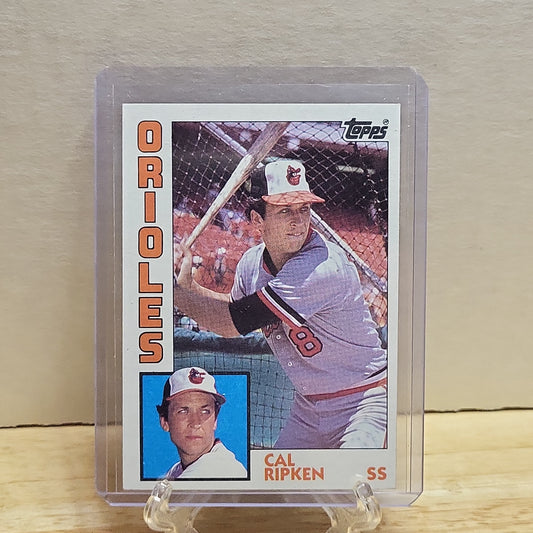 ORIOLES
Topps
8
CAL
RIPKEN
SS